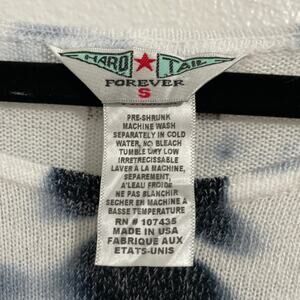 HARD TAIL
FOREVER
S
PRE-SHRUNK
MACHINE WASH
SEPARATELY IN COLD
WATER, NO BLEACH
TUMBLE DRY LOW
IRRETRECISSABLE
LAVER A LA MACHINE,
SEPAREMENT,
A'LEAU FROIDE
NE PAS BLANCHIR
SECHER EN MACHINE A
BASSE TEMPERATURE
RN # 107435
MADE IN USA
FABRIQUE AUX
ETATS-UNIS